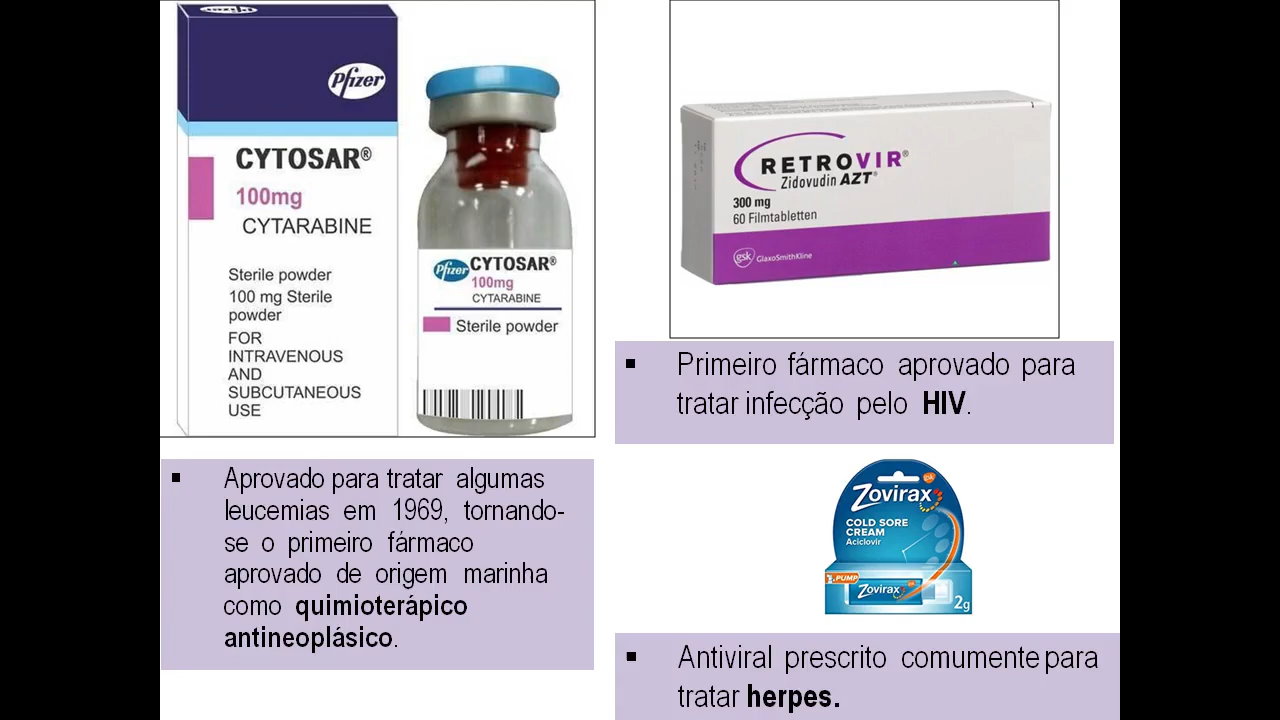 Pfizer
CYTOSAR®
100mg
CYTARABINE
Sterile powder
100 mg Sterile
powder
FOR
INTRAVENOUS
AND
SUBCUTANEOUS
USE
Pfizer CYTOSAR®
100mg
CYTARABINE
Sterile powder
▪ Aprovado para tratar algumas
leucemias em 1969, tornando-
se o primeiro fármaco
aprovado de origem marinha
como quimioterápico
antineoplásico.
RETROVIR®
Zidovudin AZT®
300 mg
60 Filmtabletten
gsk GlaxoSmithKline
▪ Primeiro fármaco aprovado para
tratar infecção pelo HIV.
gsk
Zovirax
COLD SORE
CREAM
Aciclovir
PUMP
Zovirax
2g
▪ Antiviral prescrito comumente para
tratar herpes.